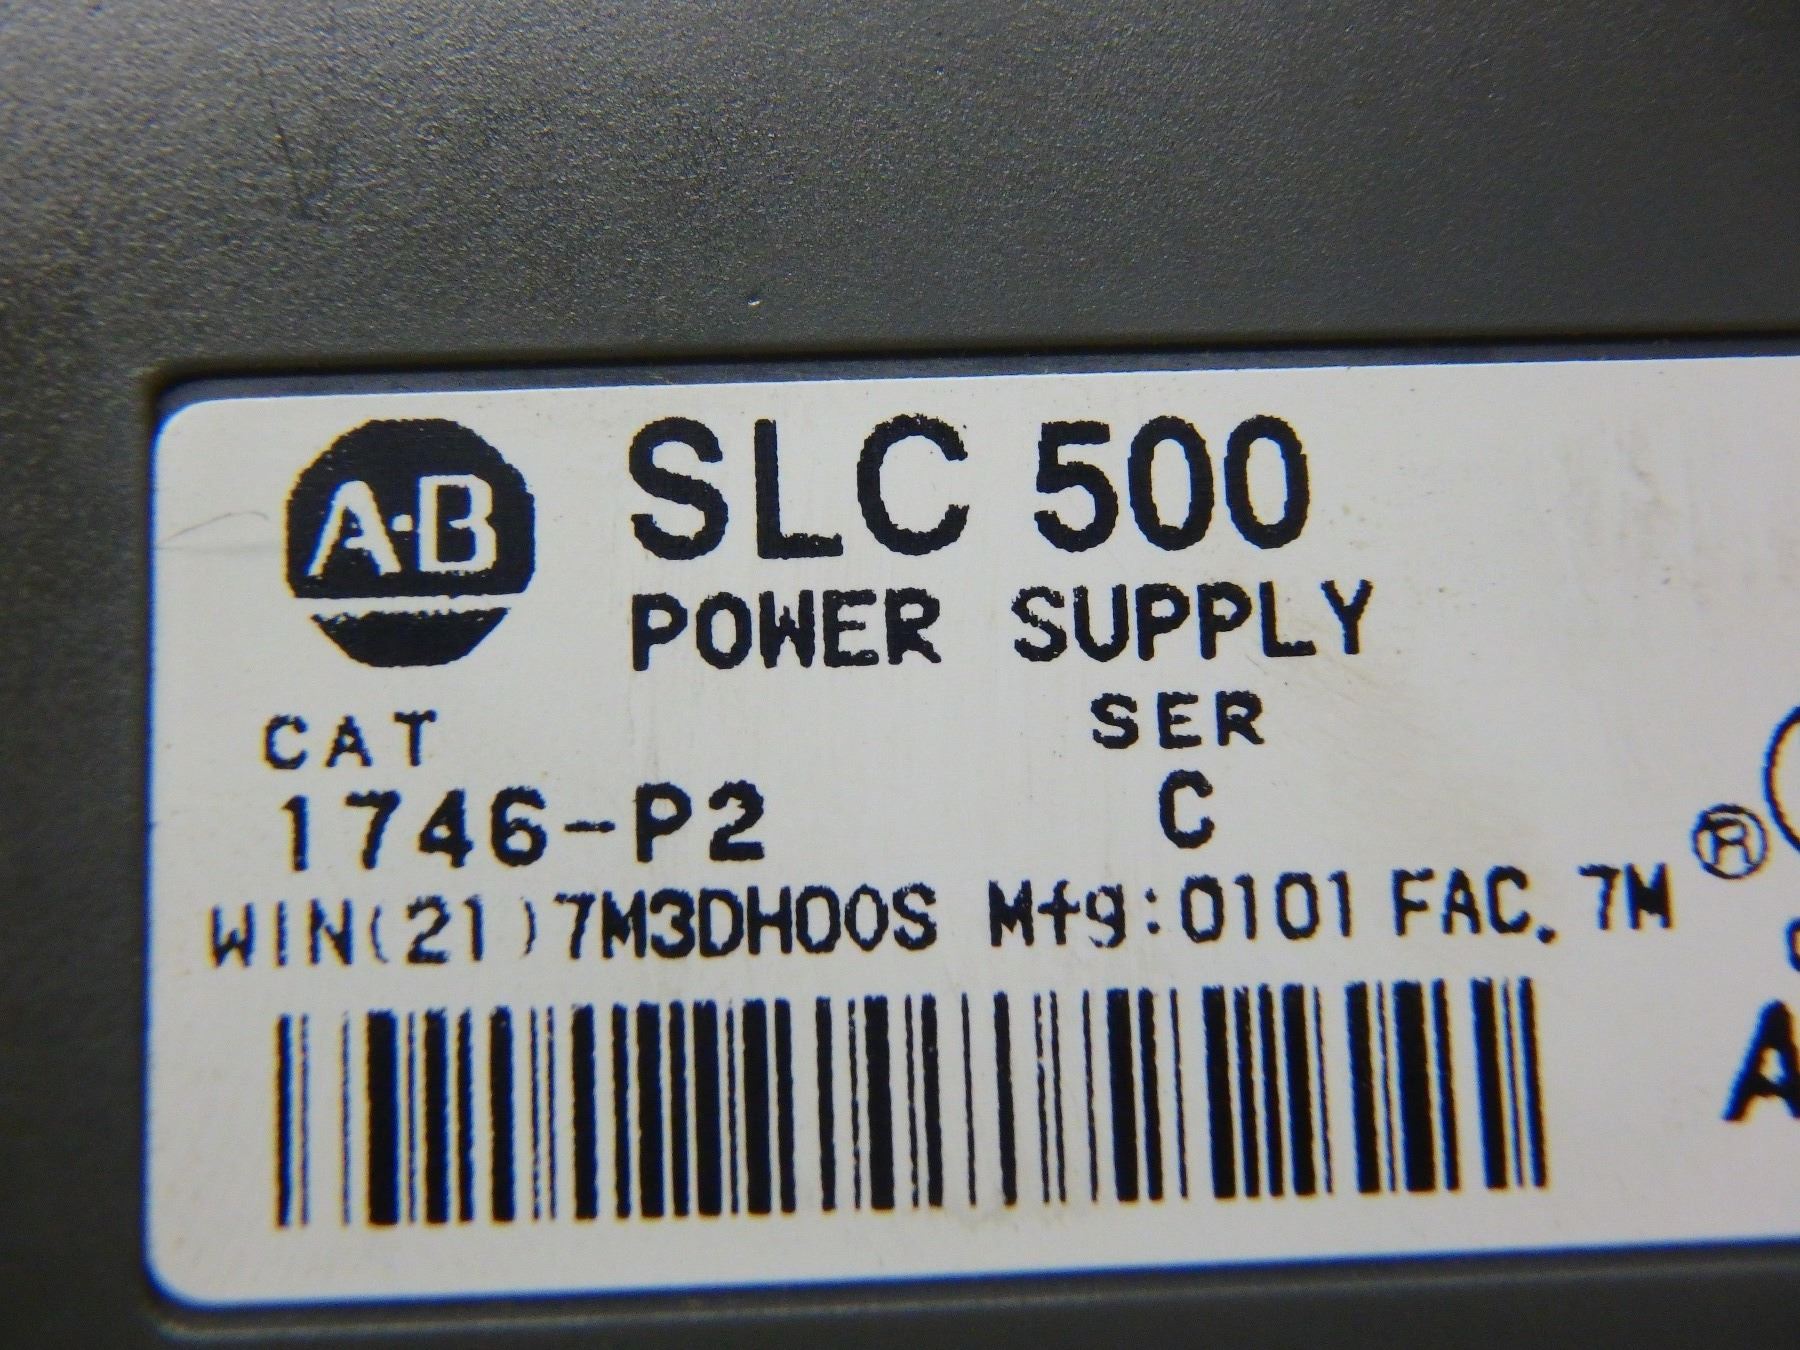 A·B
SLC 500
POWER SUPPLY
CAT SER
1746-P2 C
®
WIN(21)7M3DH00S Mfg:0101 FAC. 7M
A